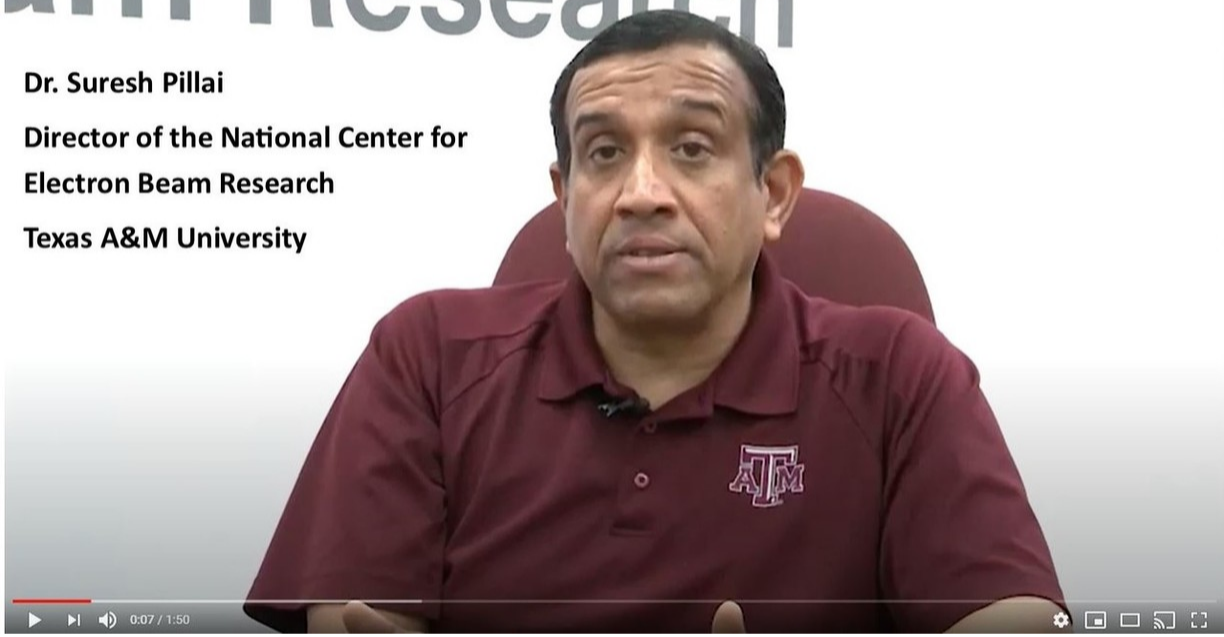 Research
Dr. Suresh Pillai
Director of the National Center for
Electron Beam Research
Texas A&M University
ATM
0:07 / 1:50